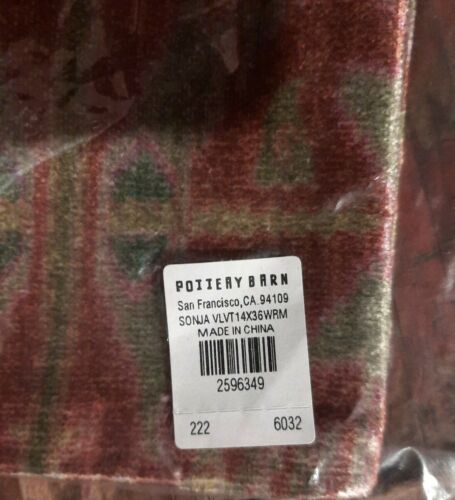 POTTERY BARN
San Francisco,CA.94109
SONJA VLVT14X36WRM
MADE IN CHINA
2596349
222 6032